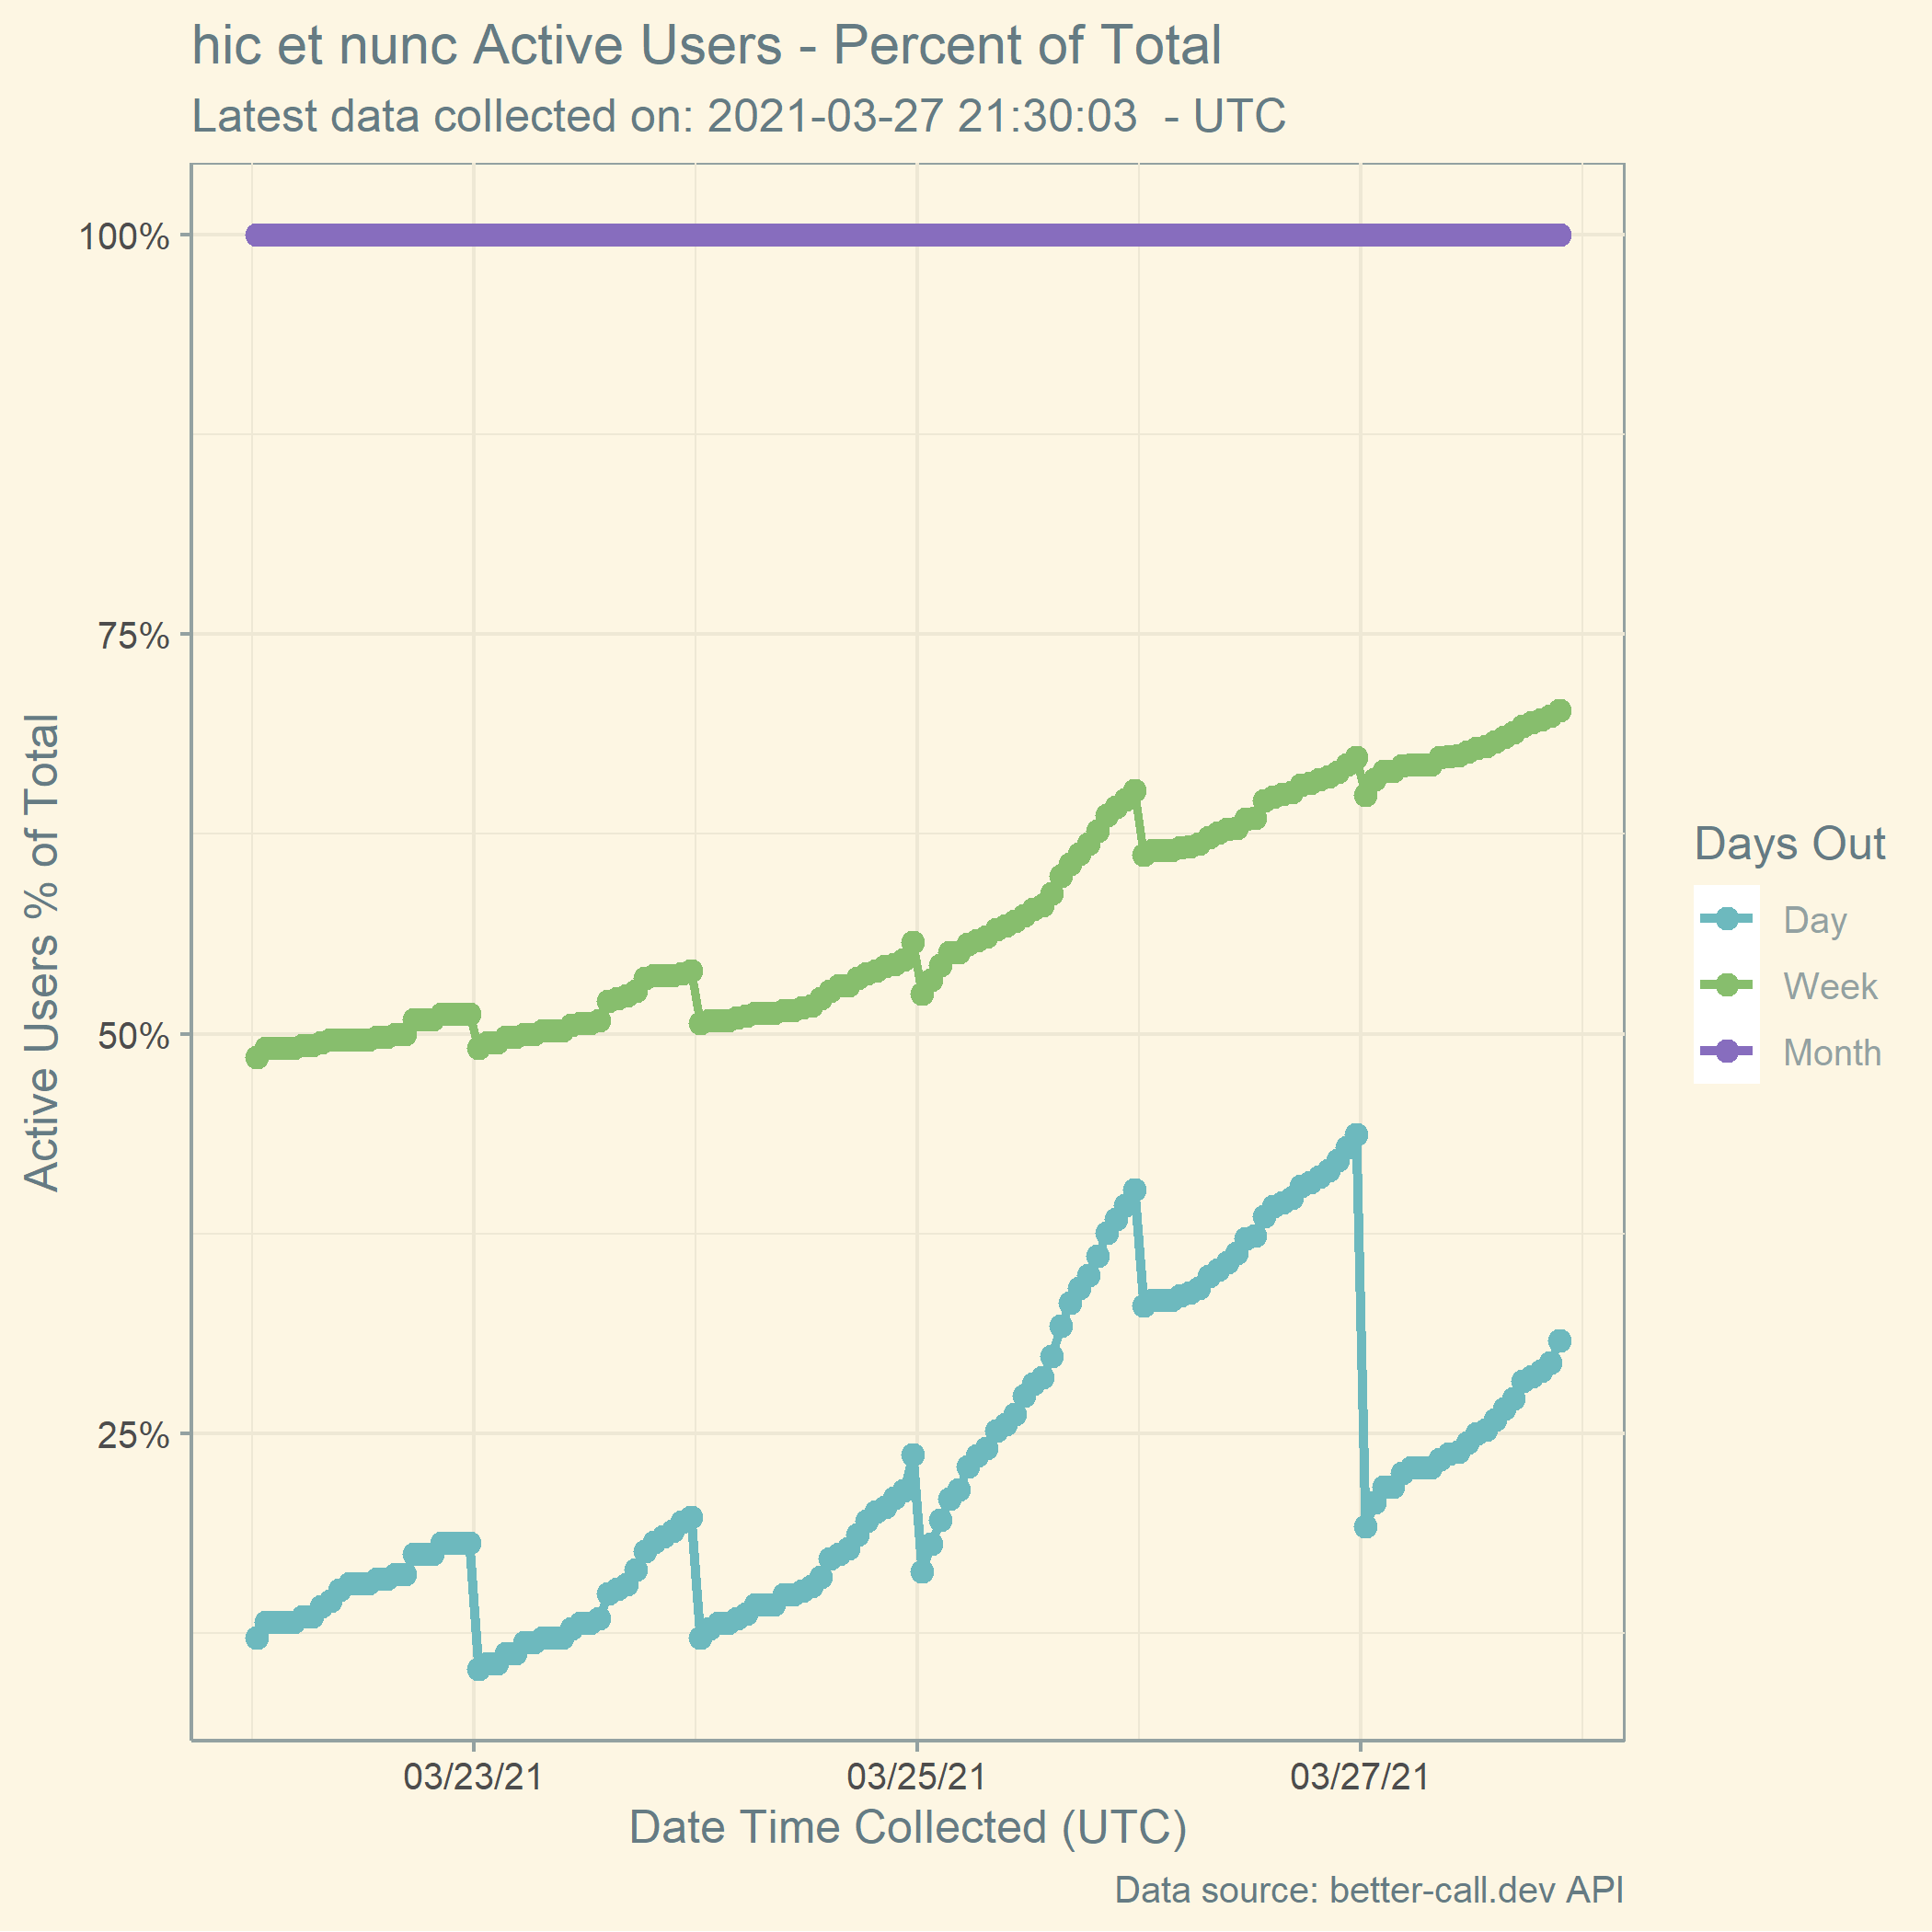 hic et nunc Active Users - Percent of Total
Latest data collected on: 2021-03-27 21:30:03  - UTC
Active Users % of Total
100%
75%
50%
25%
03/23/21
03/25/21
03/27/21
Date Time Collected (UTC)
Days Out
Day
Week
Month
Data source: better-call.dev API